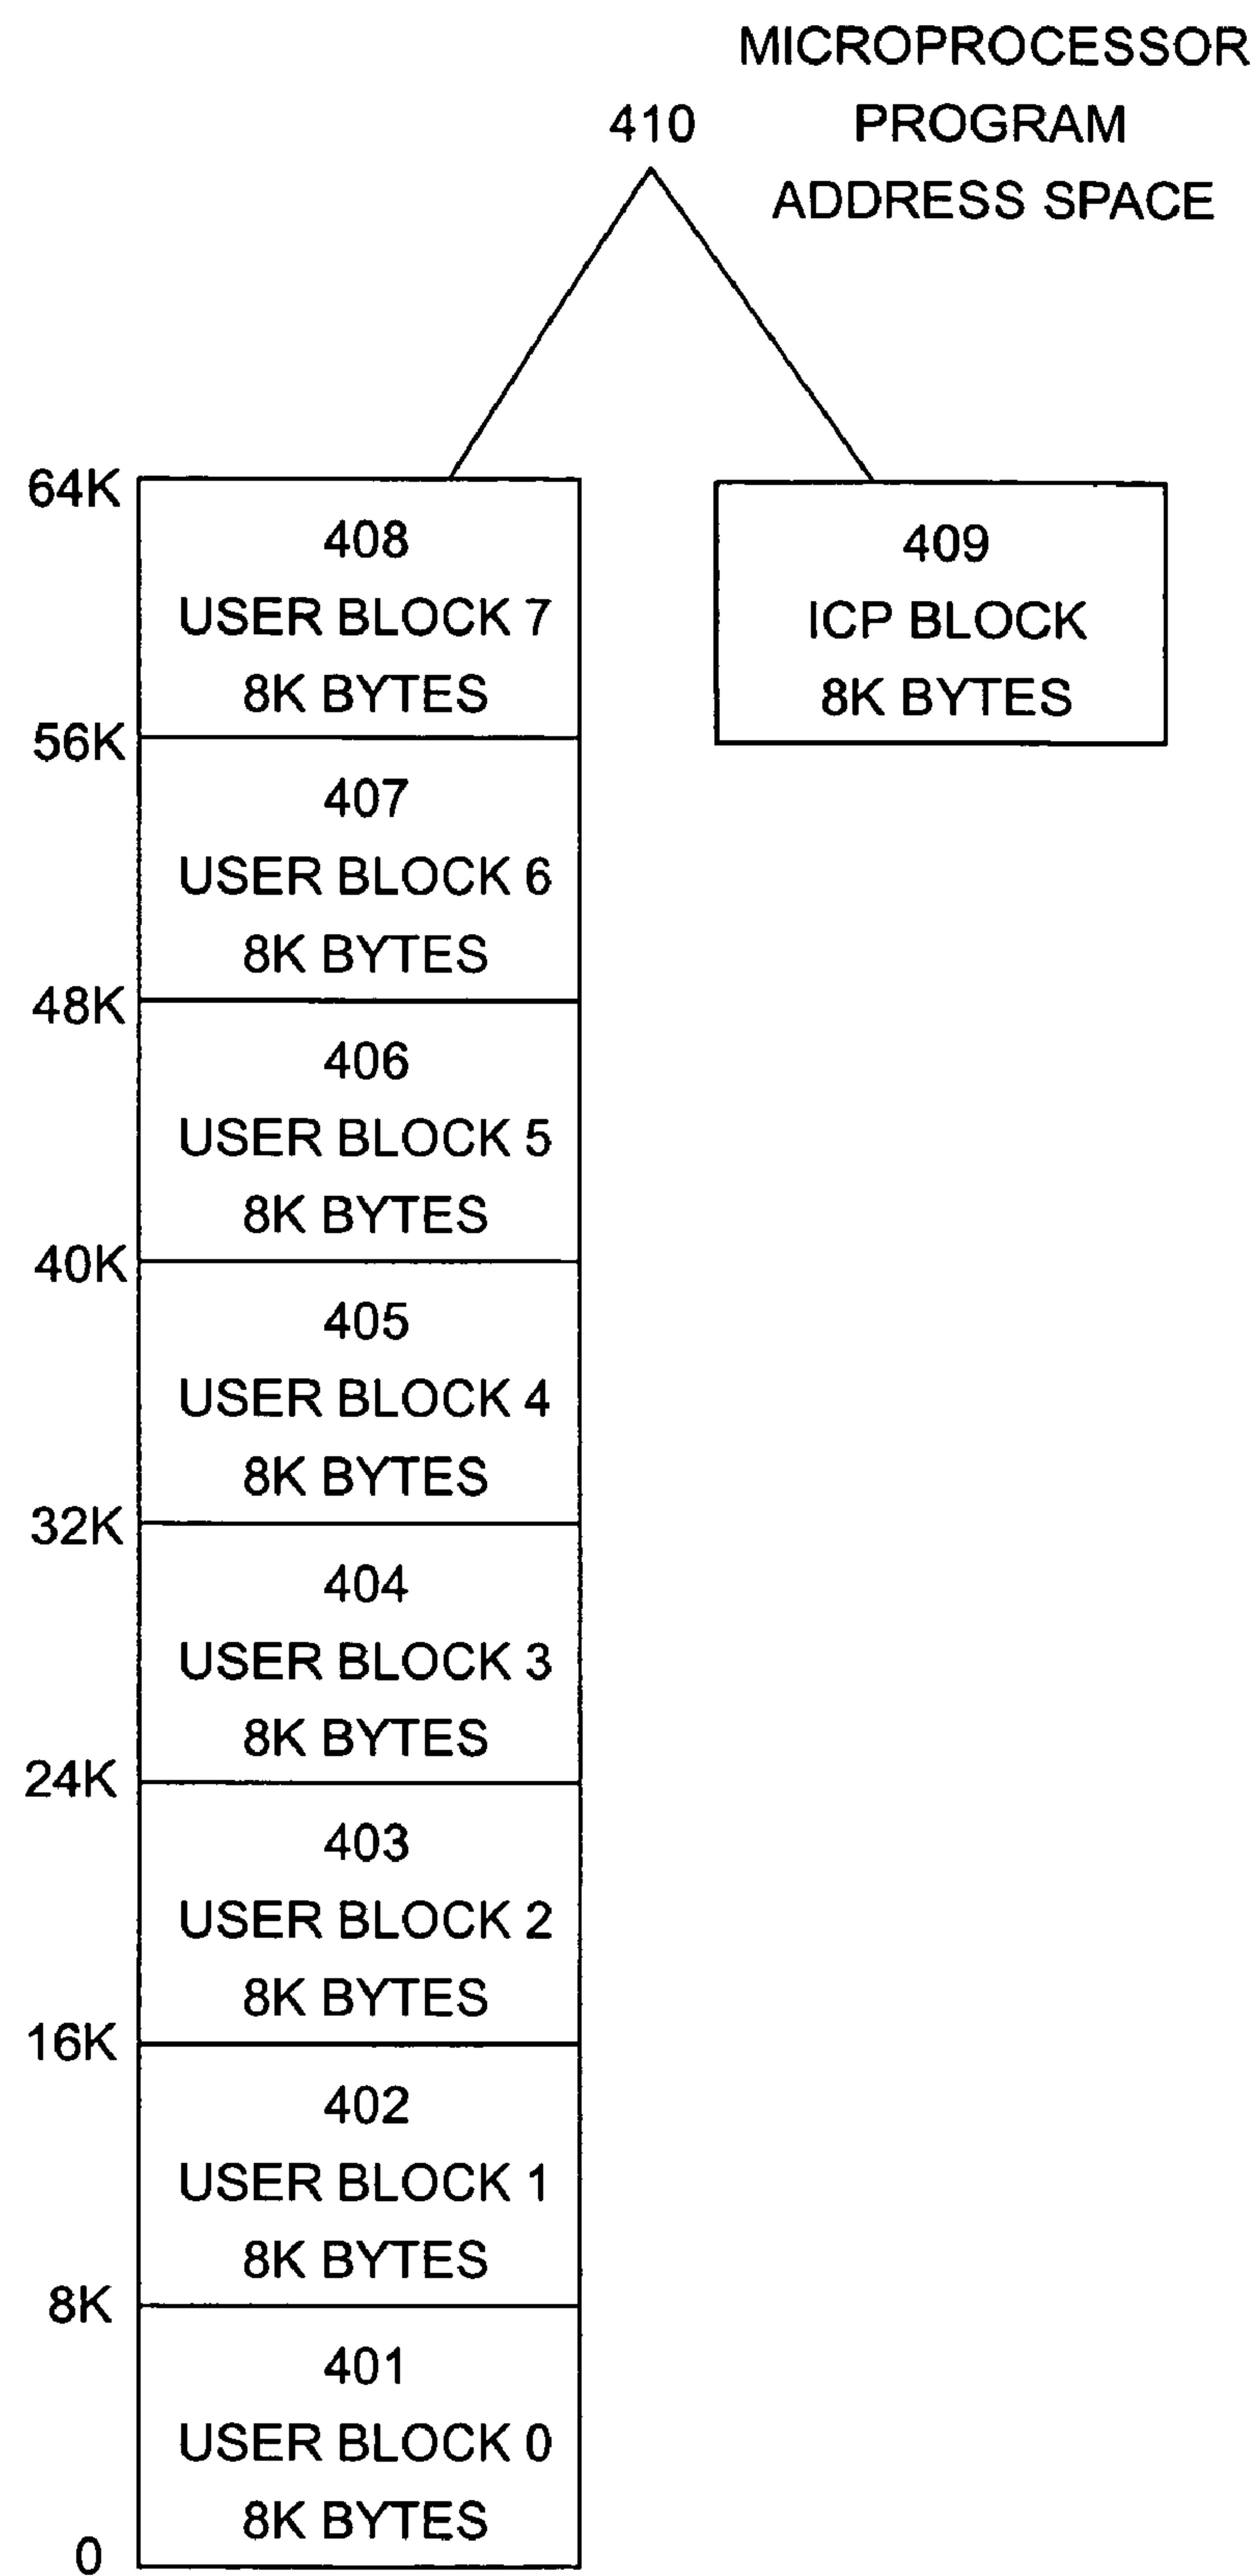 MICROPROCESSOR
410 PROGRAM
ADDRESS SPACE
64K
408
USER BLOCK 7
8K BYTES
409
ICP BLOCK
8K BYTES
56K
407
USER BLOCK 6
8K BYTES
48K
406
USER BLOCK 5
8K BYTES
40K
405
USER BLOCK 4
8K BYTES
32K
404
USER BLOCK 3
8K BYTES
24K
403
USER BLOCK 2
8K BYTES
16K
402
USER BLOCK 1
8K BYTES
8K
401
USER BLOCK 0
8K BYTES
0